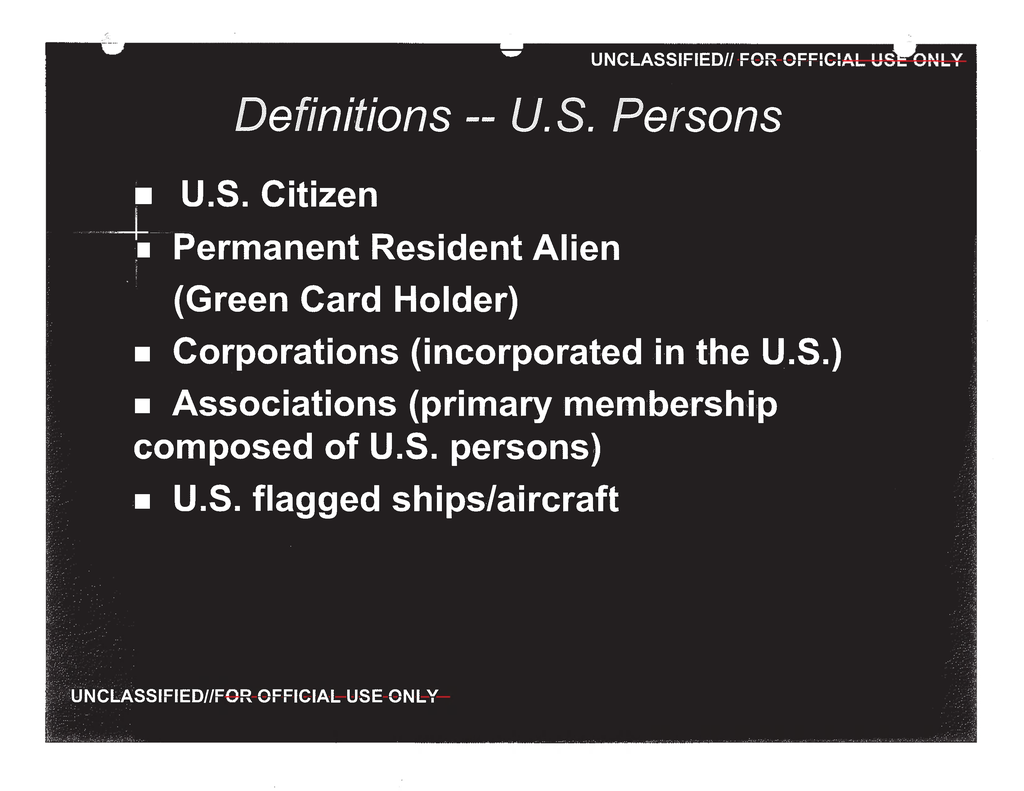 UNCLASSIFIED// FOR OFFICIAL USE ONLY
Definitions -- U.S. Persons
■ U.S. Citizen
■ Permanent Resident Alien
(Green Card Holder)
■ Corporations (incorporated in the U.S.)
■ Associations (primary membership
composed of U.S. persons)
■ U.S. flagged ships/aircraft
UNCLASSIFIED//FOR OFFICIAL USE ONLY